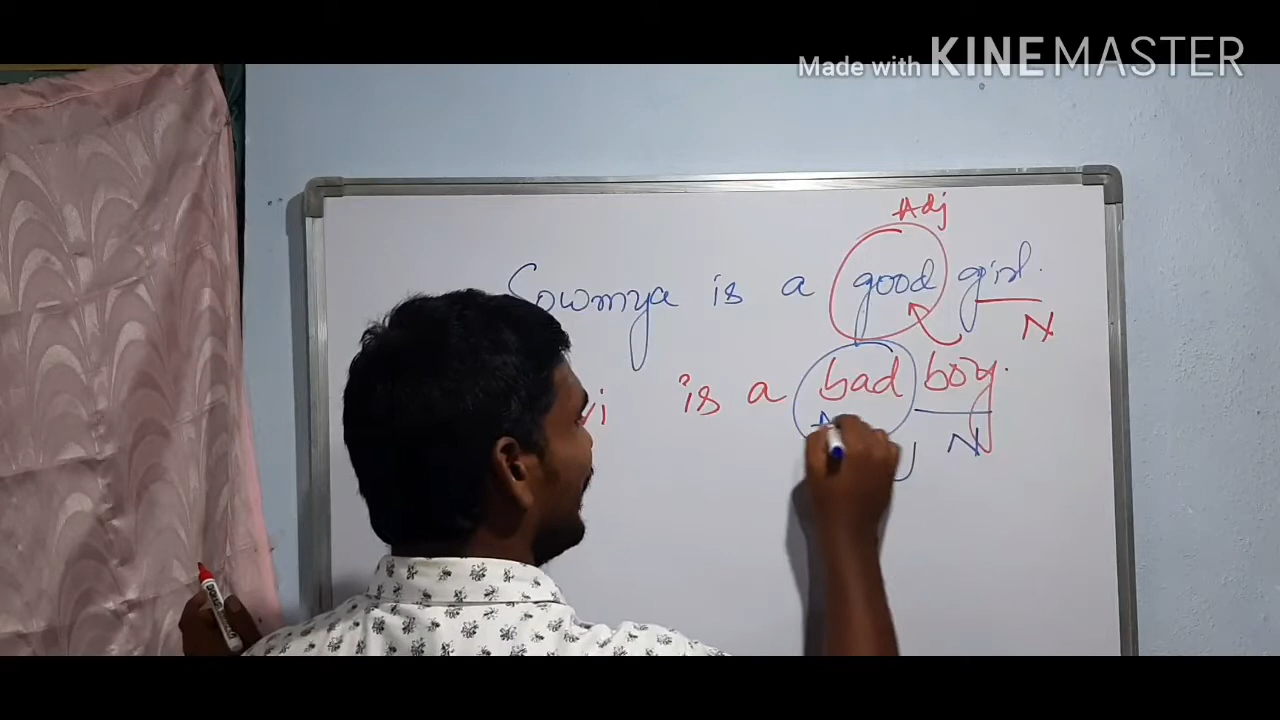 Made with KINEMASTER
Adj
Sowmya is a good girl.
N
is a bad boy.
N